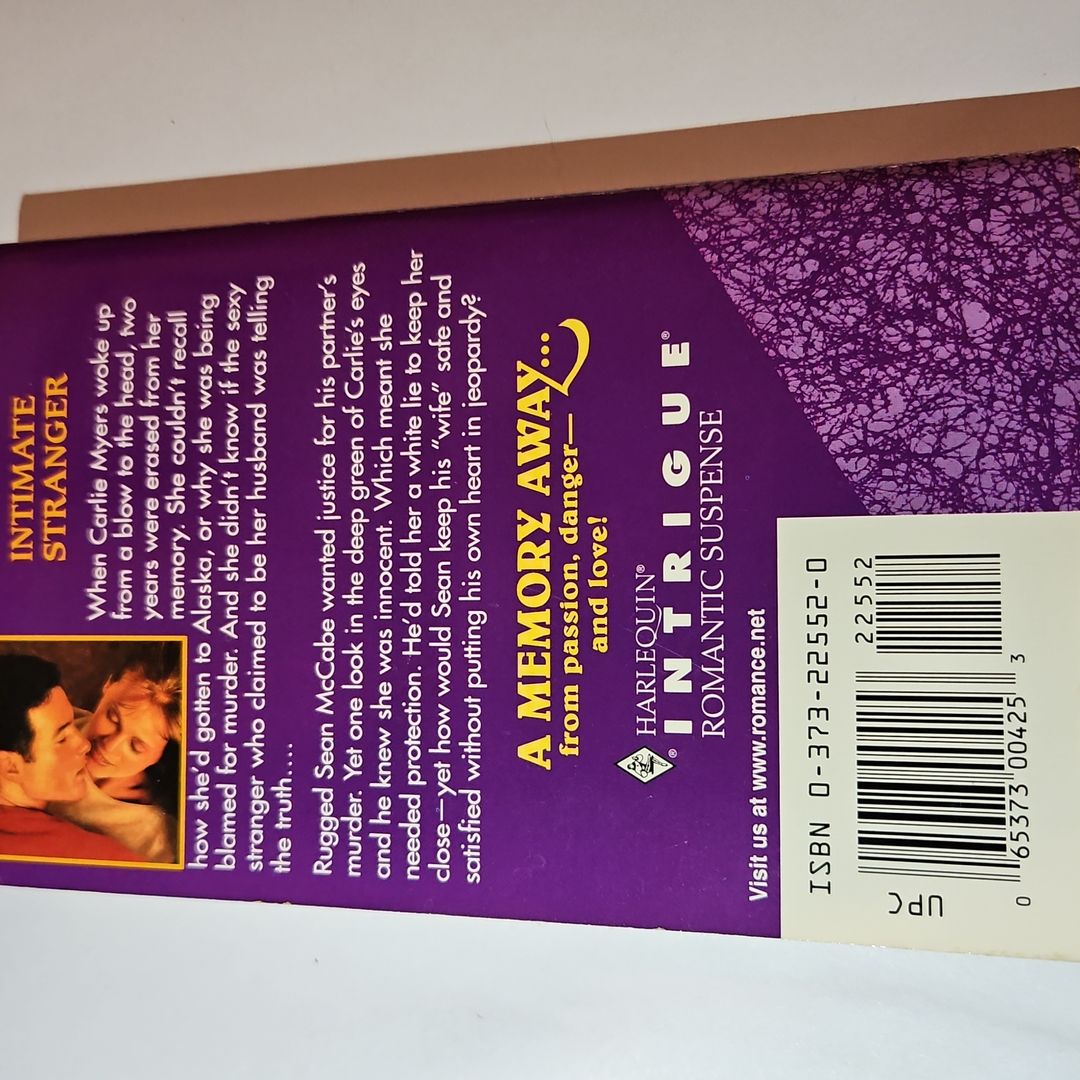 INTIMATE
STRANGER
When Carlie Myers woke up
from a blow to the head, two
years were erased from her
memory. She couldn't recall
how she'd gotten to Alaska, or why she was being
blamed for murder. And she didn't know if the sexy
stranger who claimed to be her husband was telling
the truth....
Rugged Sean McCabe wanted justice for his partner's
murder. Yet one look in the deep green of Carlie's eyes
and he knew she was innocent. Which meant she
needed protection. He'd told her a white lie to keep her
close—yet how would Sean keep his "wife" safe and
satisfied without putting his own heart in jeopardy?
A MEMORY AWAY...
from passion, danger—
and love!
HARLEQUIN®
® INTRIGUE®
ROMANTIC SUSPENSE
Visit us at www.romance.net
ISBN 0-373-22552-0
22552
UPC
0 65373 00425 3